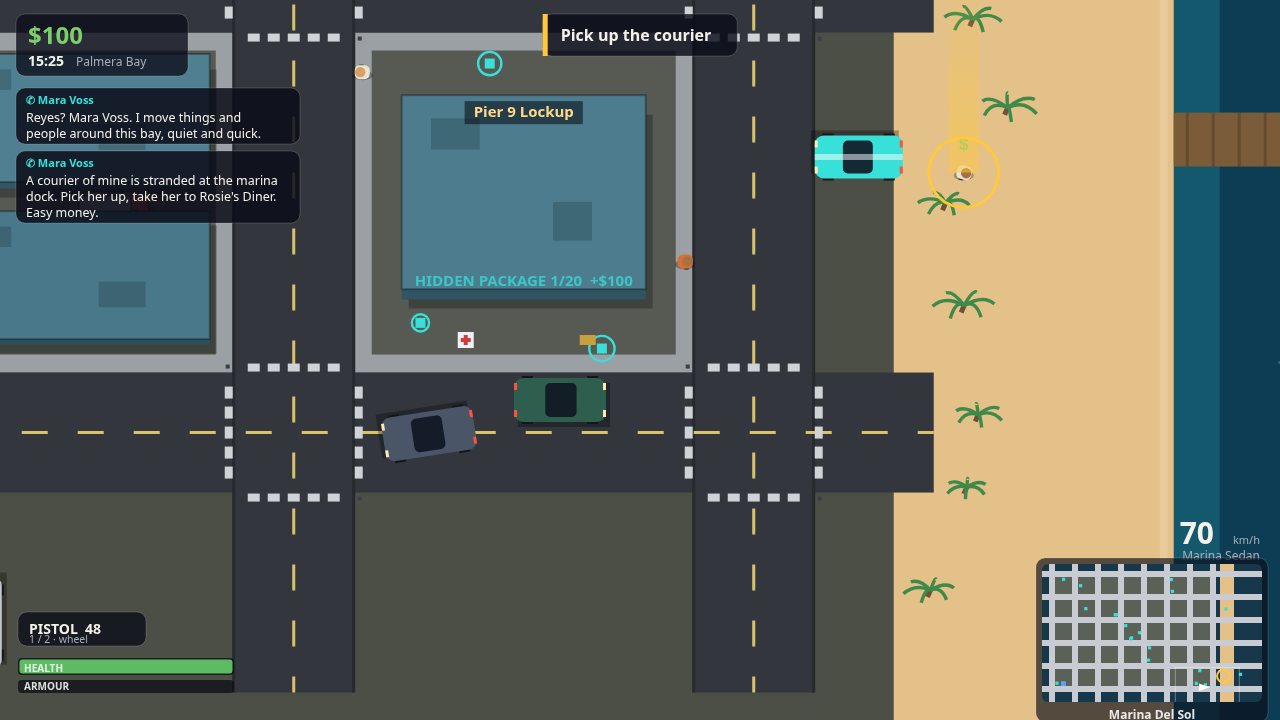 $100
15:25 Palmera Bay
Pick up the courier
✆ Mara Voss
Reyes? Mara Voss. I move things and
people around this bay, quiet and quick.
✆ Mara Voss
A courier of mine is stranded at the marina
dock. Pick her up, take her to Rosie's Diner.
Easy money.
Pier 9 Lockup
$
HIDDEN PACKAGE 1/20 +$100
70 km/h
Marina Sedan
PISTOL 48
1 / 2 · wheel
HEALTH
ARMOUR
Marina Del Sol